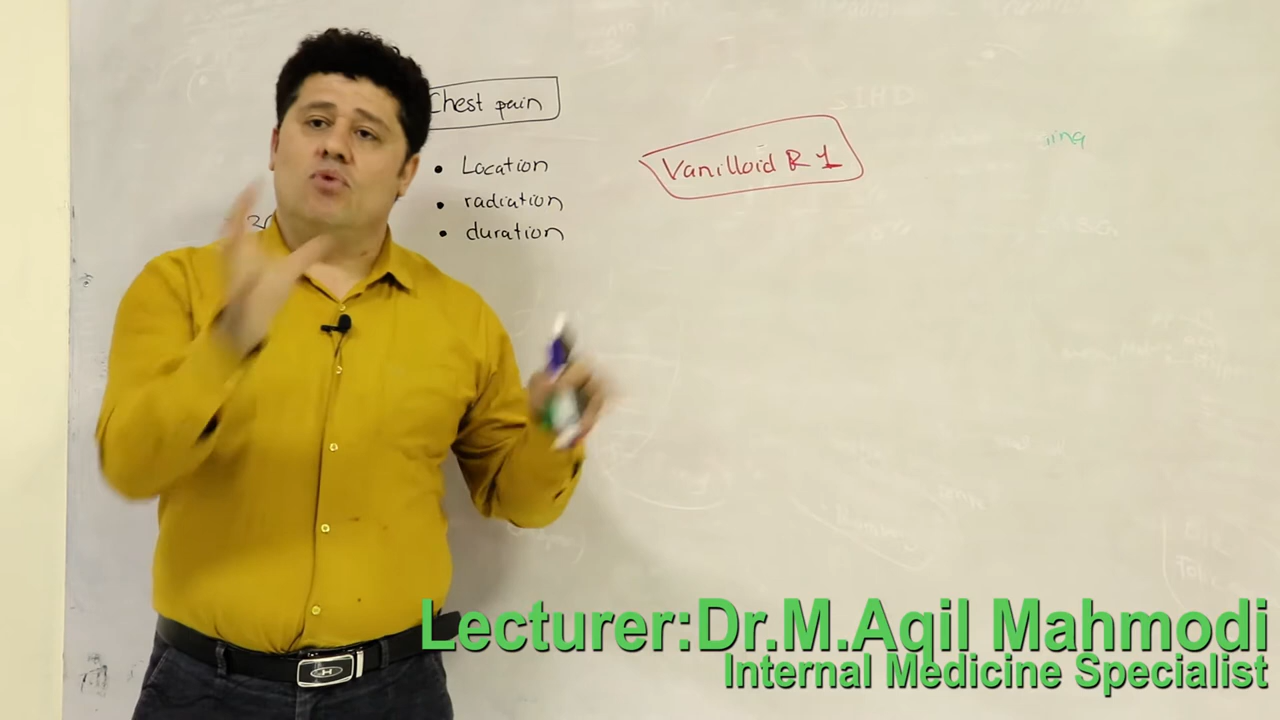 Chest pain
• Location
• radiation
• duration
Vanilloid R 1
Lecturer:Dr.M.Aqil Mahmodi
Internal Medicine Specialist